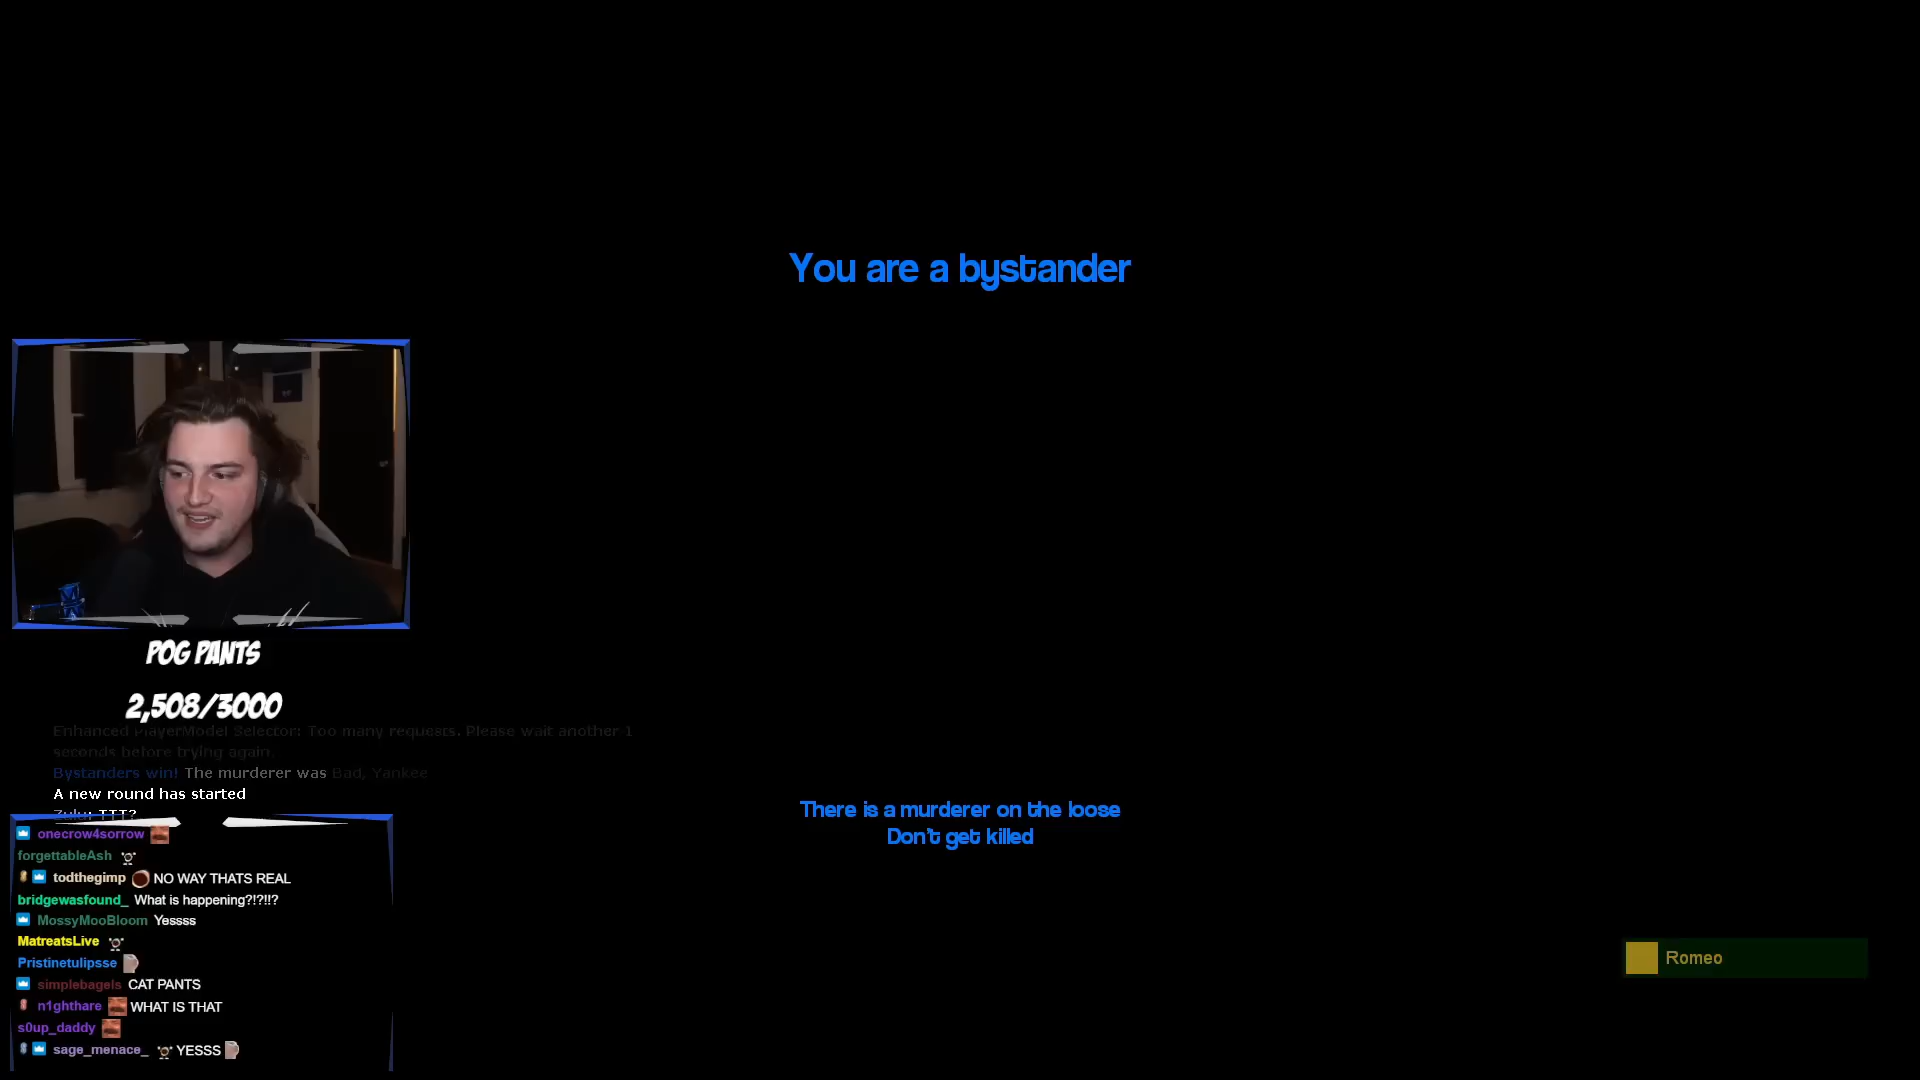 You are a bystander
POG PANTS
2,508/3000
Enhanced PlayerModel Selector: Too many requests. Please wait another 1
seconds before trying again.
Bystanders win! The murderer was Bad, Yankee
A new round has started
Zulu: TTT?
There is a murderer on the loose
Don't get killed
onecrow4sorrow
forgettableAsh
todthegimp NO WAY THATS REAL
bridgewasfound_ What is happening?!?!!?
MossyMooBloom Yessss
MatreatsLive
Pristinetulipsse
simplebagels CAT PANTS
n1ghthare WHAT IS THAT
s0up_daddy
sage_menace_ YESSS
Romeo